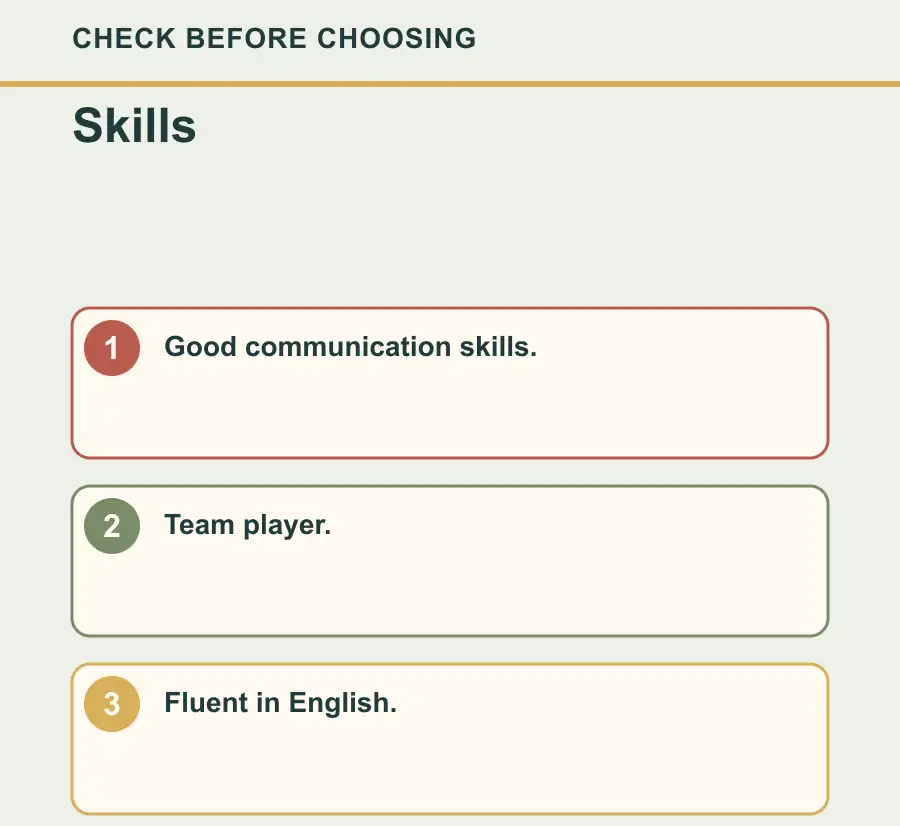 CHECK BEFORE CHOOSING
Skills
1 Good communication skills.
2 Team player.
3 Fluent in English.